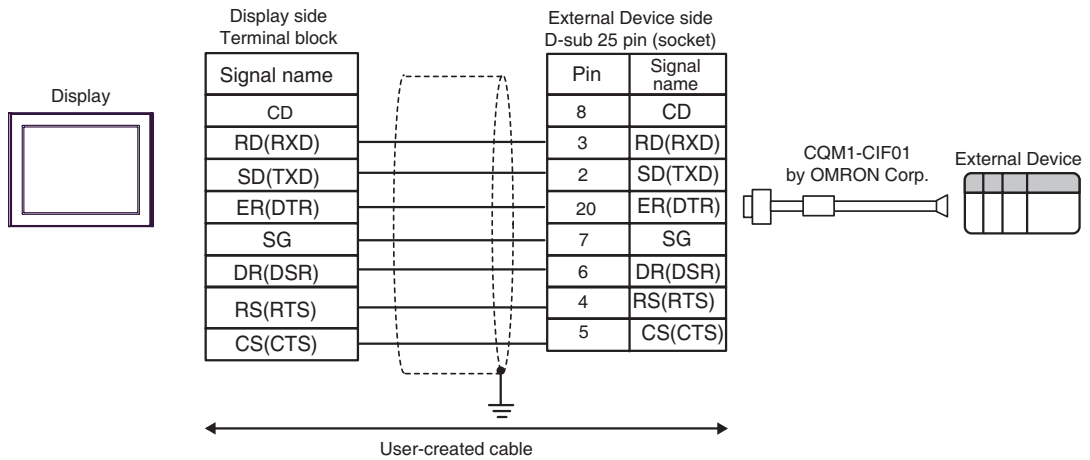 Display
Display side
Terminal block
Signal name
CD
RD(RXD)
SD(TXD)
ER(DTR)
SG
DR(DSR)
RS(RTS)
CS(CTS)
External Device side
D-sub 25 pin (socket)
Pin
Signal
name
8
CD
3
RD(RXD)
2
SD(TXD)
20
ER(DTR)
7
SG
6
DR(DSR)
4
RS(RTS)
5
CS(CTS)
CQM1-CIF01
by OMRON Corp.
External Device
User-created cable